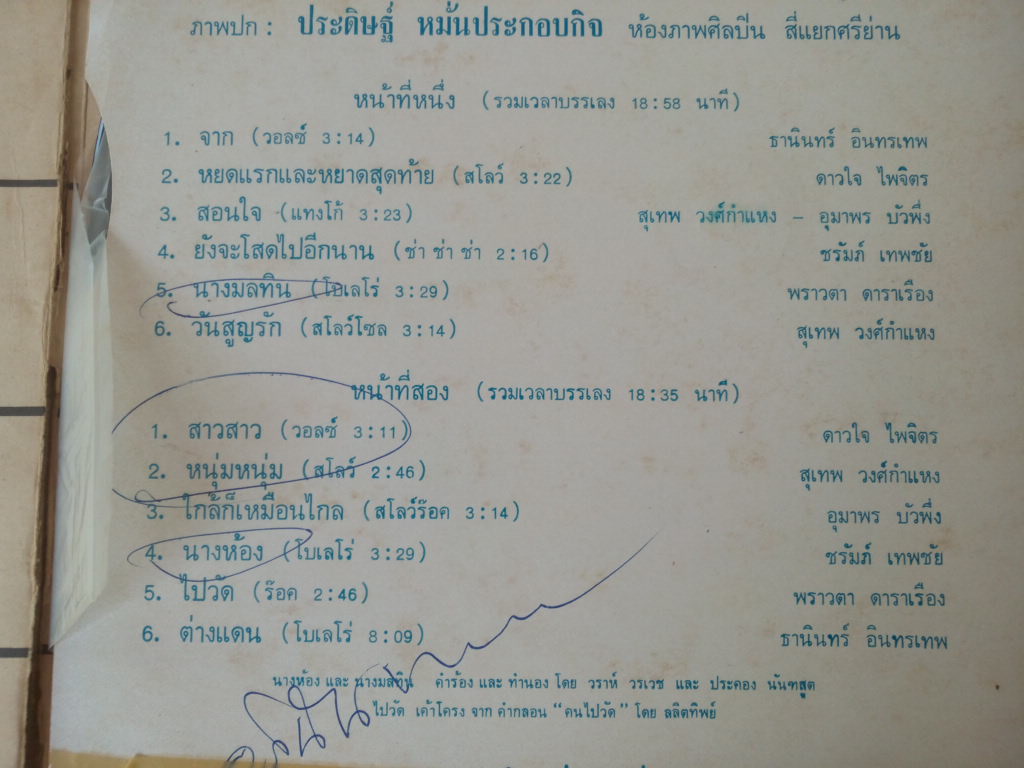 ภาพปก : ประดิษฐ์ หมั่นประกอบกิจ ห้องภาพศิลปีน สี่แยกศรีย่าน
หน้าที่หนึ่ง (รวมเวลาบรรเลง 18:58 นาที)
1. จาก (วอลซ์ 3:14) ธานินทร์ อินทรเทพ
2. หยดแรกและหยาดสุดท้าย (สโลว์ 3:22) ดาวใจ ไพจิตร
3. สอนใจ (แทงโก้ 3:23) สุเทพ วงศ์กำแหง – อุมาพร บัวพึ่ง
4. ยังจะโสดไปอีกนาน (ช่า ช่า ช่า 2:16) ชรัมภ์ เทพชัย
5. นางมลทิน (โบเลโร่ 3:29) พราวตา ดาราเรือง
6. วันสูญรัก (สโลว์โซล 3:14) สุเทพ วงศ์กำแหง
หน้าที่สอง (รวมเวลาบรรเลง 18:35 นาที)
1. สาวสาว (วอลซ์ 3:11) ดาวใจ ไพจิตร
2. หนุ่มหนุ่ม (สโลว์ 2:46) สุเทพ วงศ์กำแหง
3. ใกล้ก็เหมือนไกล (สโลว์ร๊อค 3:14) อุมาพร บัวพึ่ง
4. นางห้อง (โบเลโร่ 3:29) ชรัมภ์ เทพชัย
5. ไปวัด (ร๊อค 2:46) พราวตา ดาราเรือง
6. ต่างแดน (โบเลโร่ 8:09) ธานินทร์ อินทรเทพ
นางห้อง และ นางมลทิน คำร้อง และ ทำนอง โดย วราห์ วรเวช และ ประคอง นันฑสูต
ไปวัด เค้าโครง จาก คำกลอน “คนไปวัด” โดย ลลิตทิพย์